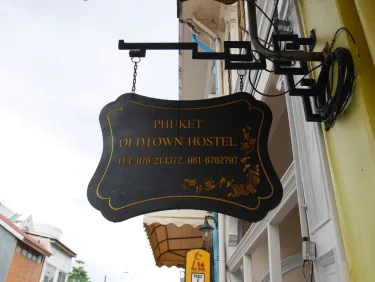 PHUKET
OLDTOWN HOSTEL
TEL 076-214372, 081-6762797